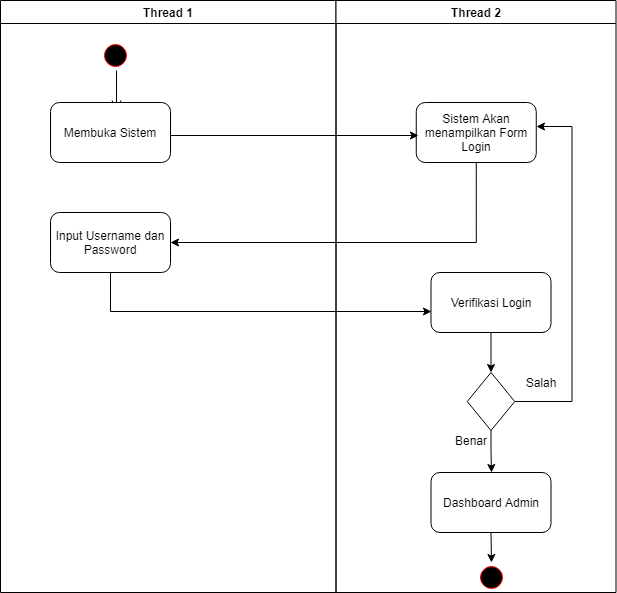 Thread 1
Thread 2
Membuka Sistem
Sistem Akan
menampilkan Form
Login
Input Username dan
Password
Verifikasi Login
Salah
Benar
Dashboard Admin